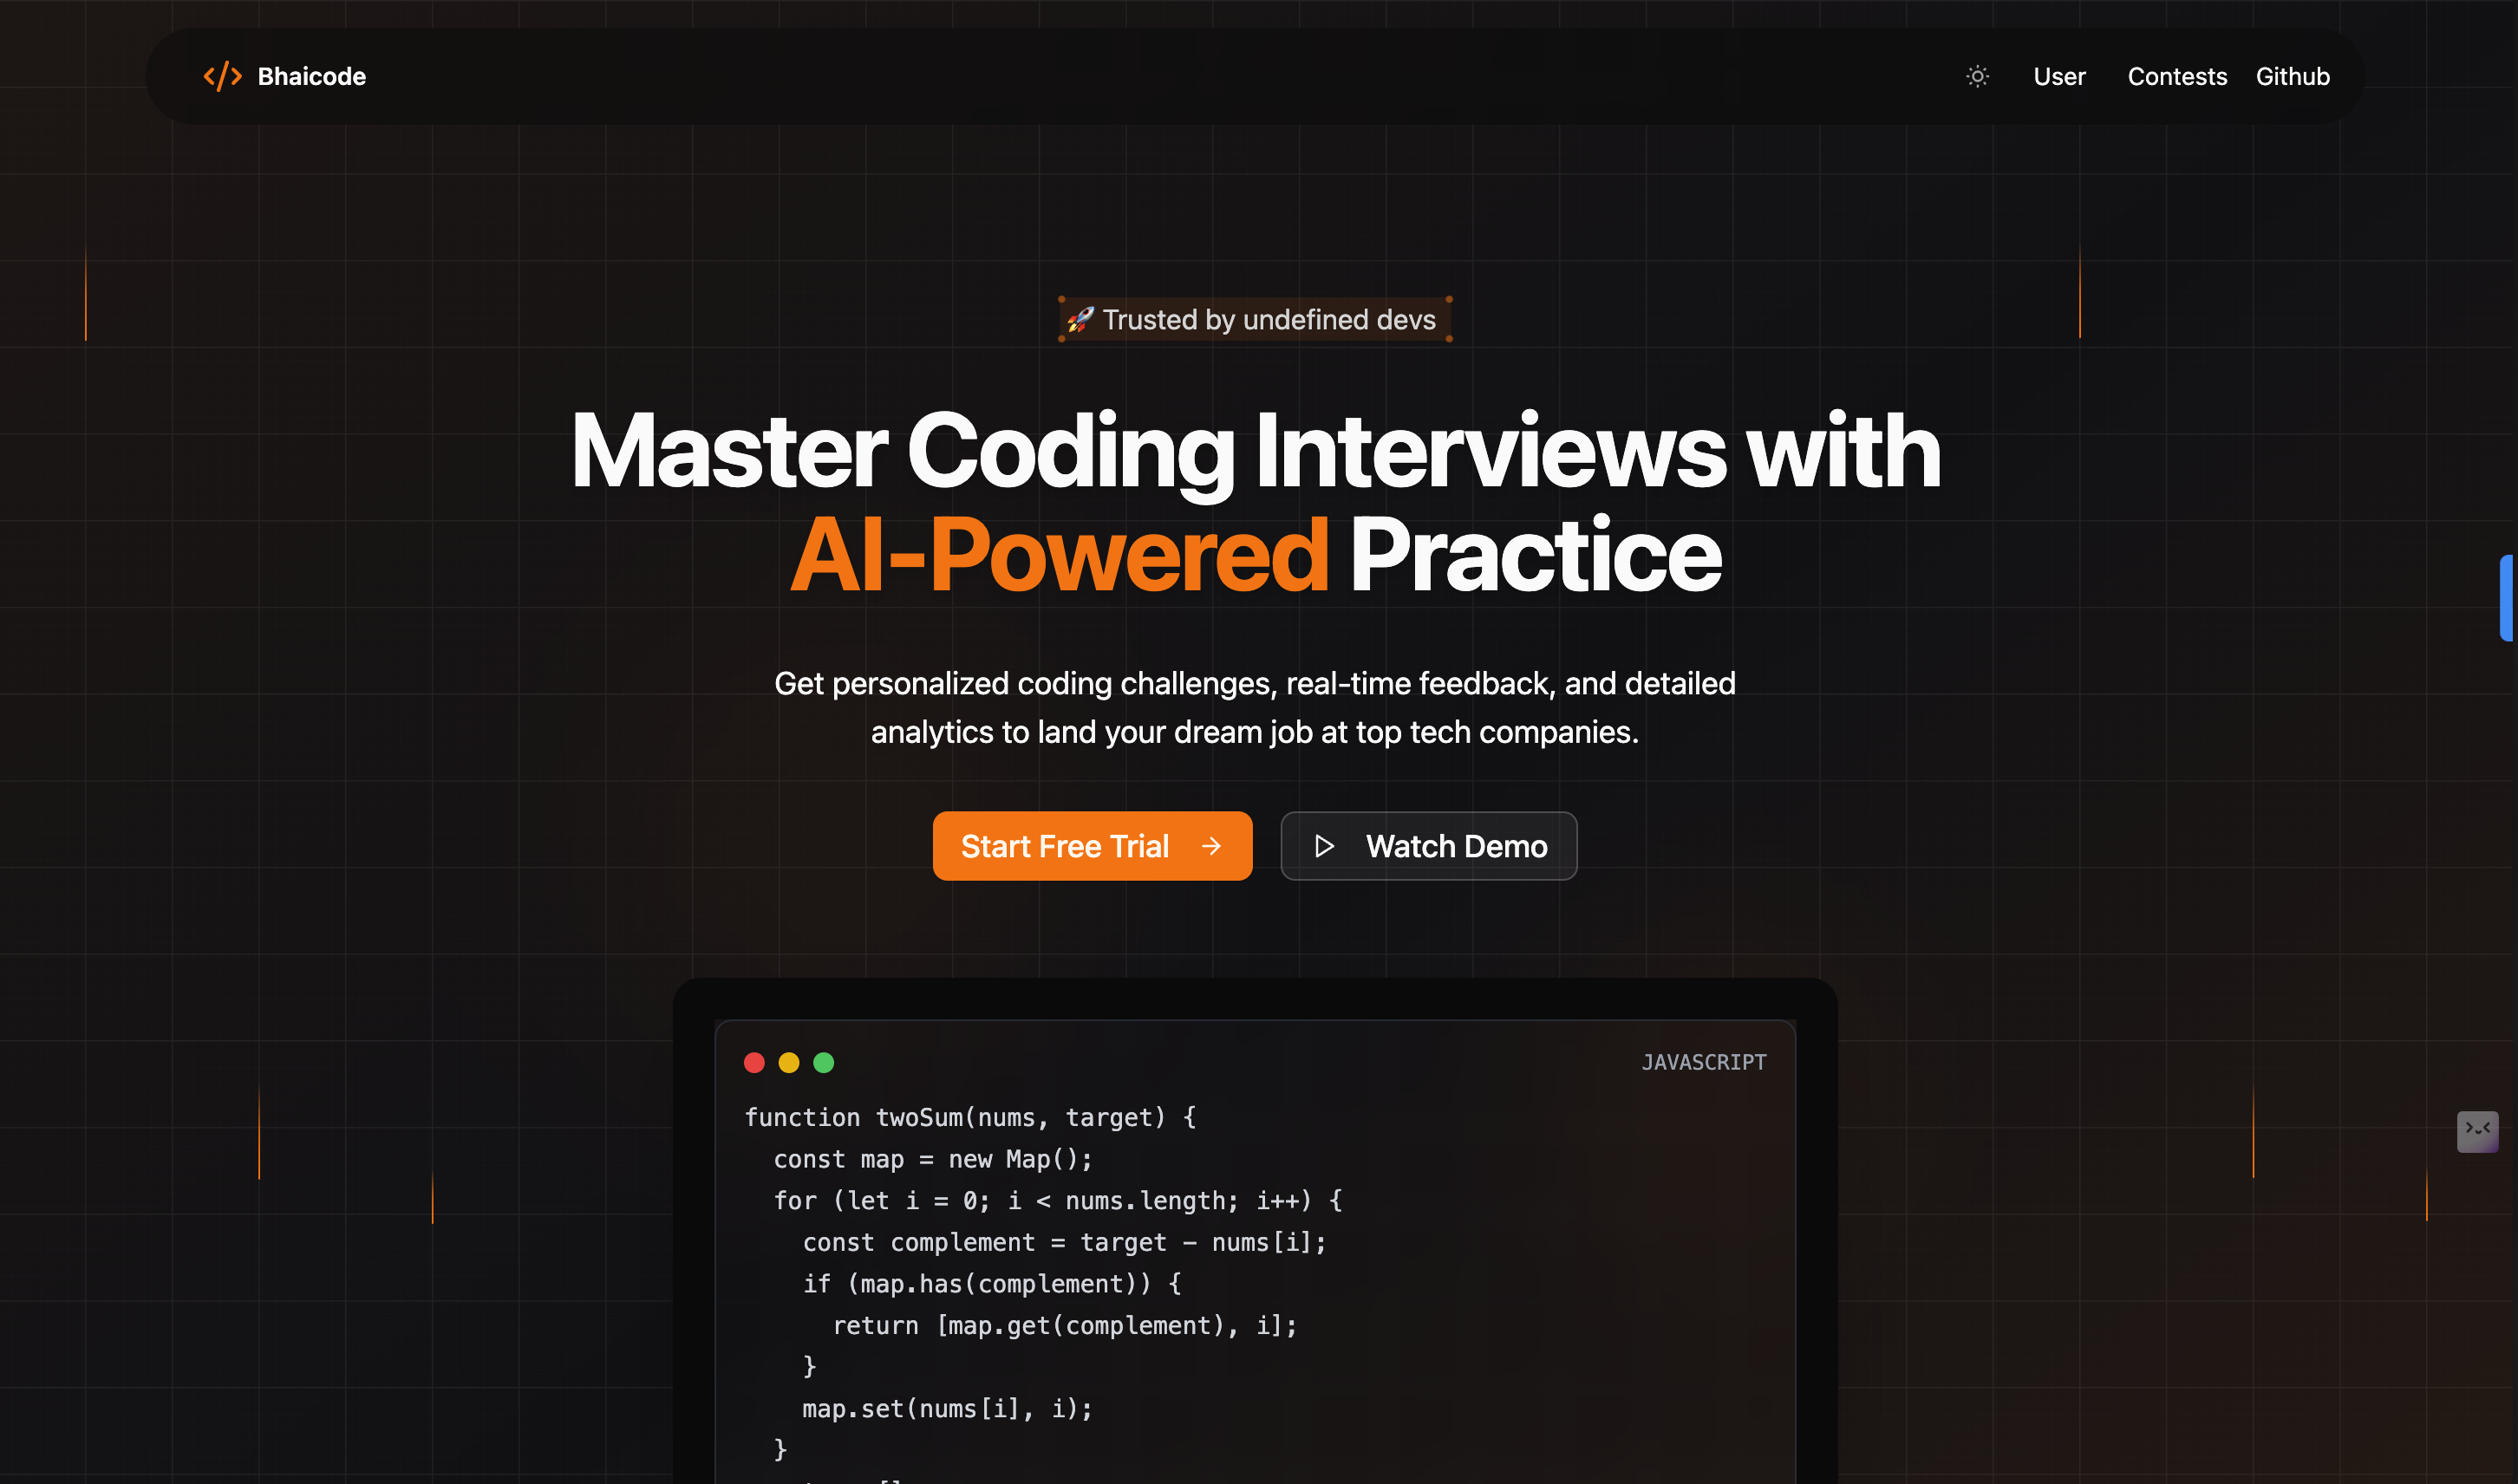 Bhaicode
User Contests Github
🚀 Trusted by undefined devs
Master Coding Interviews with
AI-Powered Practice
Get personalized coding challenges, real-time feedback, and detailed
analytics to land your dream job at top tech companies.
Start Free Trial → Watch Demo
JAVASCRIPT
function twoSum(nums, target) {
  const map = new Map();
  for (let i = 0; i < nums.length; i++) {
    const complement = target - nums[i];
    if (map.has(complement)) {
      return [map.get(complement), i];
    }
    map.set(nums[i], i);
  }